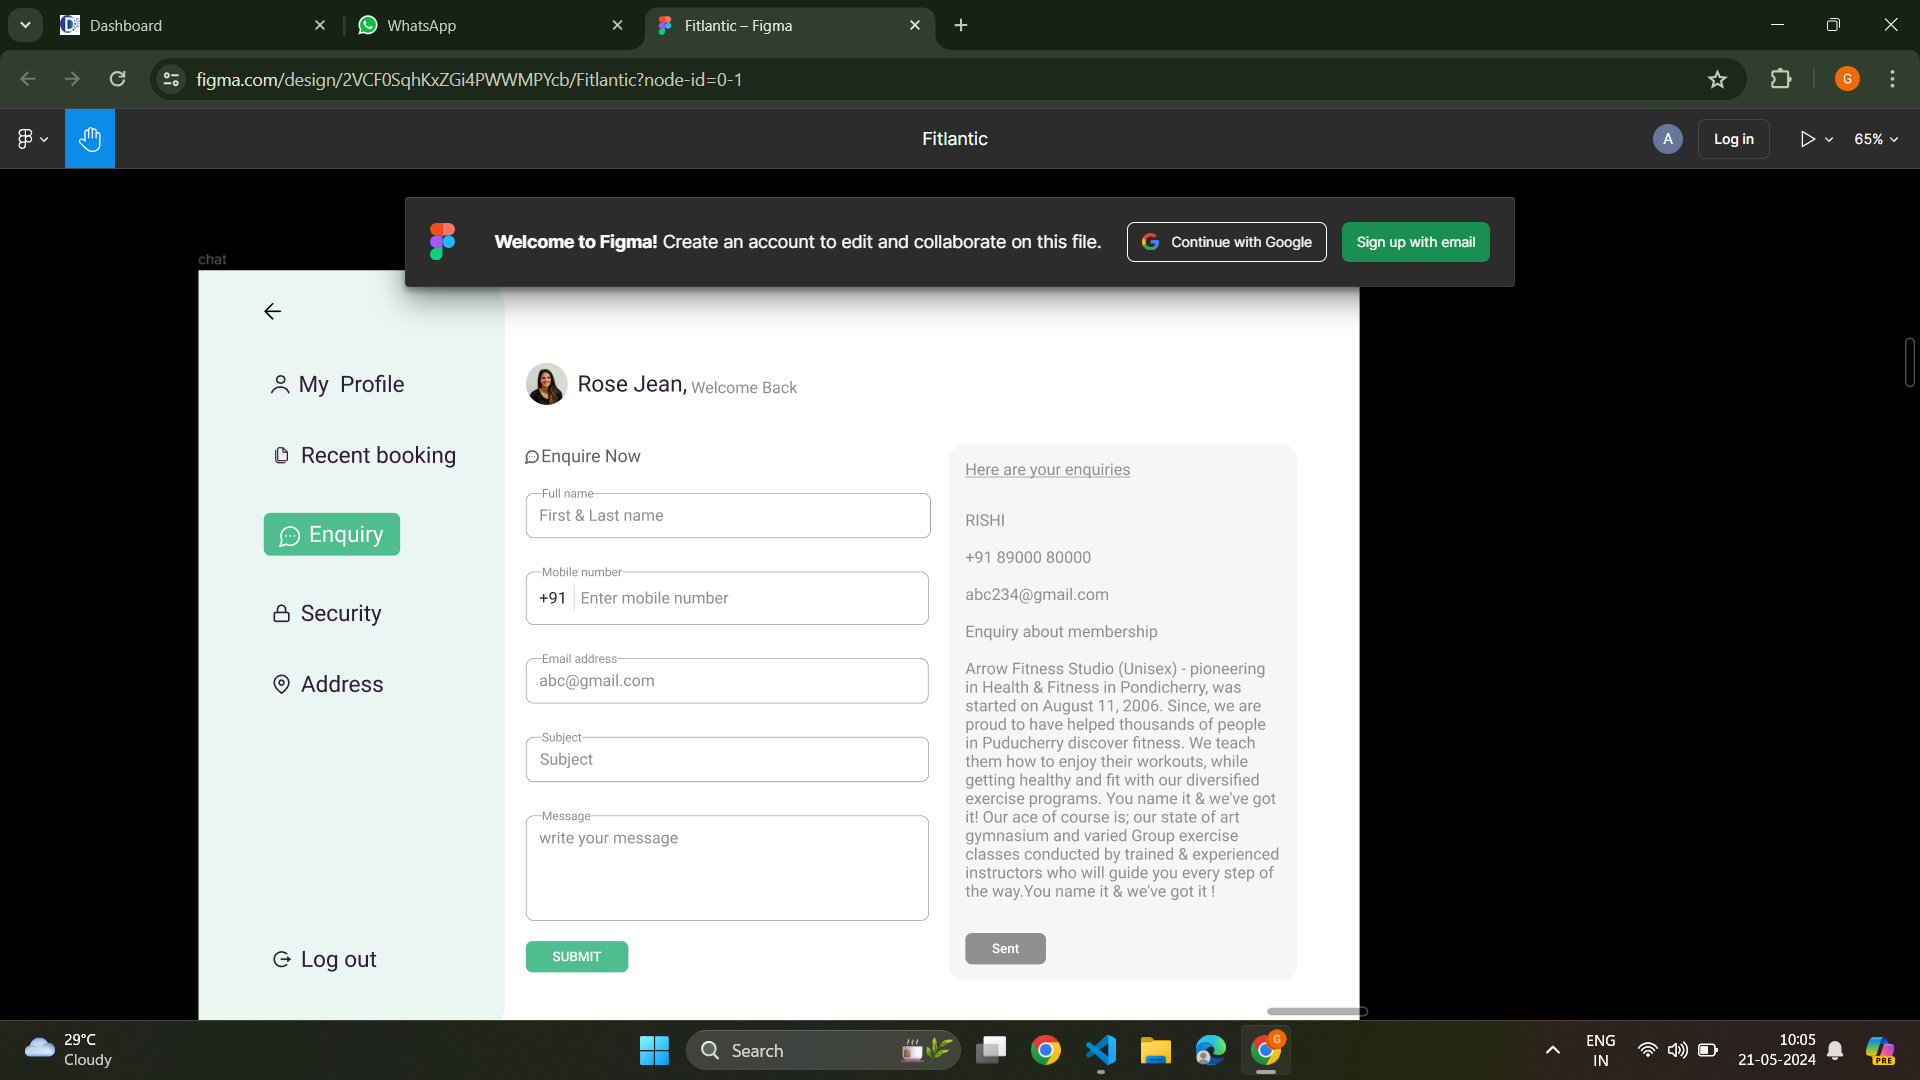 Dashboard
WhatsApp
Fitlantic – Figma
figma.com/design/2VCF0SqhKxZGi4PWWMPYcb/Fitlantic?node-id=0-1
G
Fitlantic
A
Log in
65%
Welcome to Figma! Create an account to edit and collaborate on this file.
Continue with Google
Sign up with email
chat
My Profile
Recent booking
Enquiry
Security
Address
Log out
Rose Jean, Welcome Back
Enquire Now
Full name
First & Last name
Mobile number
+91 Enter mobile number
Email address
abc@gmail.com
Subject
Subject
Message
write your message
SUBMIT
Here are your enquiries
RISHI
+91 89000 80000
abc234@gmail.com
Enquiry about membership
Arrow Fitness Studio (Unisex) - pioneering
in Health & Fitness in Pondicherry, was
started on August 11, 2006. Since, we are
proud to have helped thousands of people
in Puducherry discover fitness. We teach
them how to enjoy their workouts, while
getting healthy and fit with our diversified
exercise programs. You name it & we've got
it! Our ace of course is; our state of art
gymnasium and varied Group exercise
classes conducted by trained & experienced
instructors who will guide you every step of
the way.You name it & we've got it !
Sent
29°C
Cloudy
Search
G
ENG
IN
10:05
21-05-2024
PRE